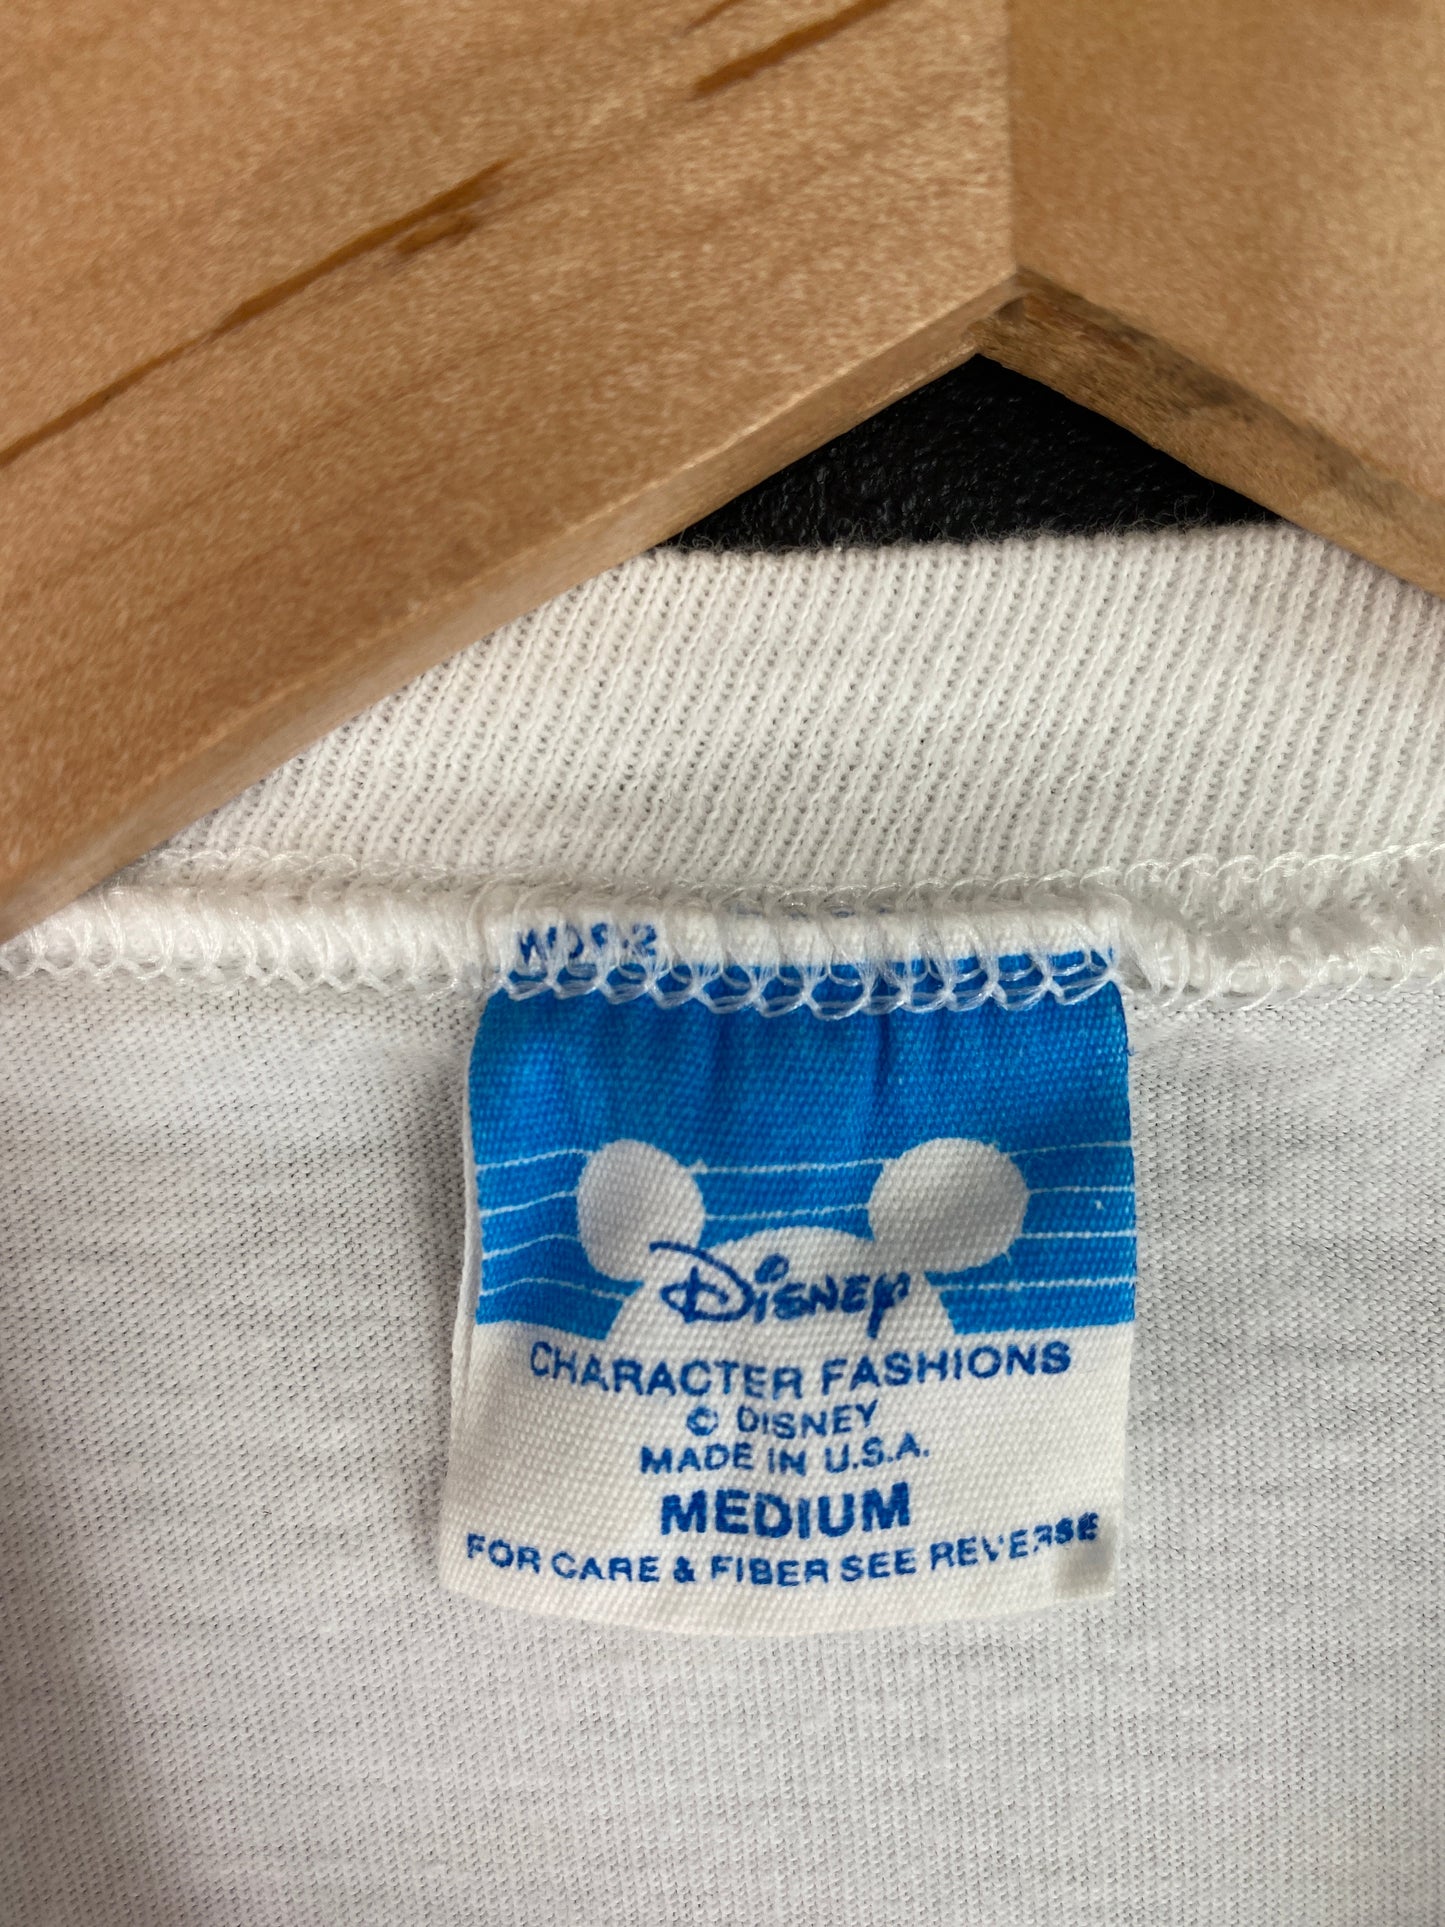 Disney
CHARACTER FASHIONS
© DISNEY
MADE IN U.S.A.
MEDIUM
FOR CARE & FIBER SEE REVERSE